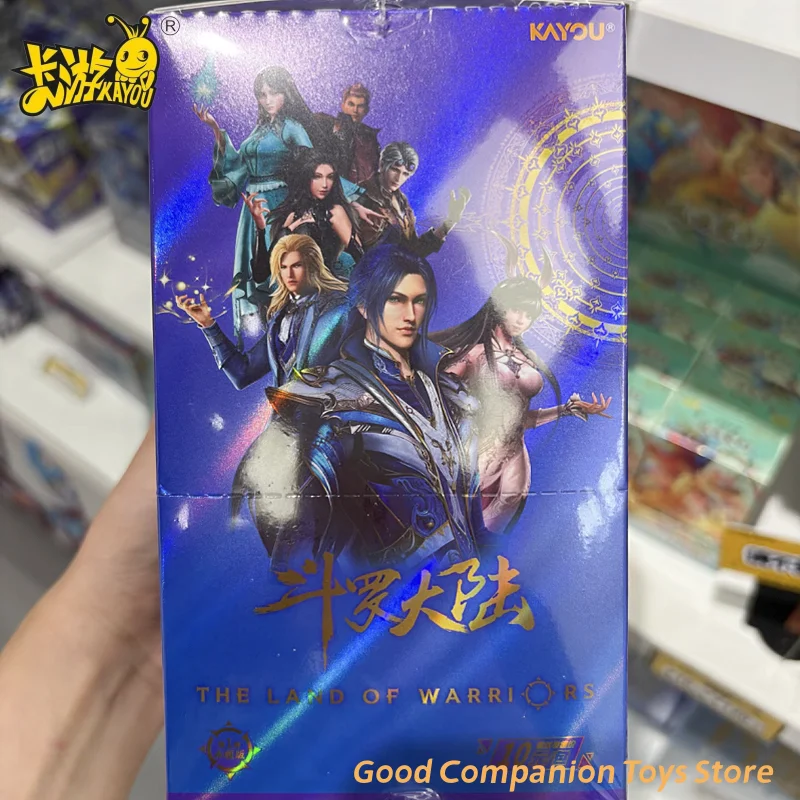 卡游 KAYOU®
KAYOU®
斗罗大陆
THE LAND OF WARRIORS
Good Companion Toys Store